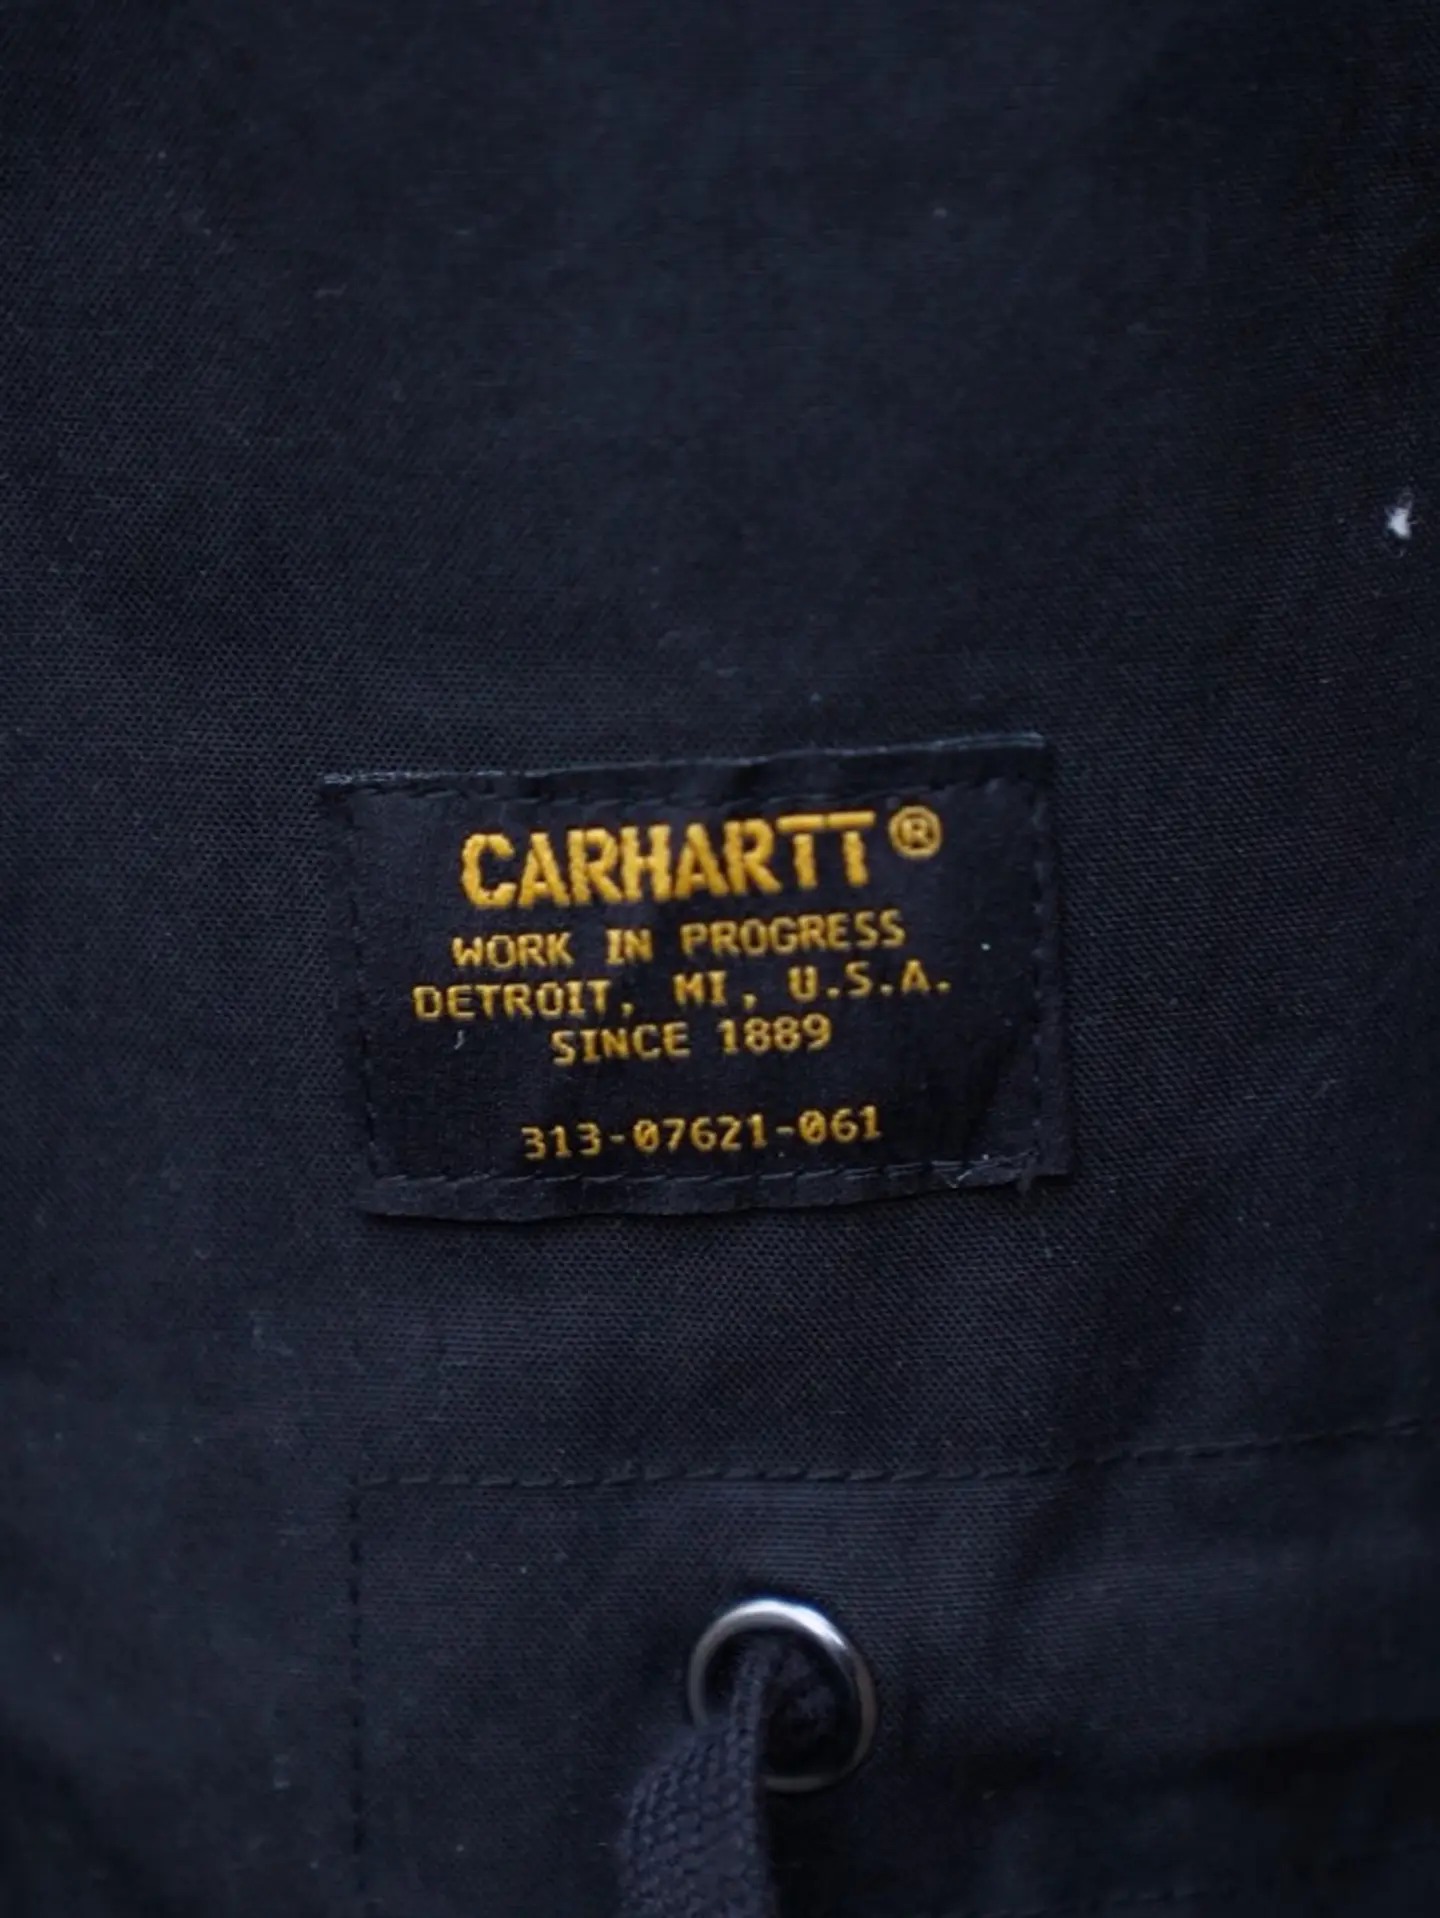 CARHARTT®
WORK IN PROGRESS
DETROIT, MI, U.S.A.
SINCE 1889
313-07621-061